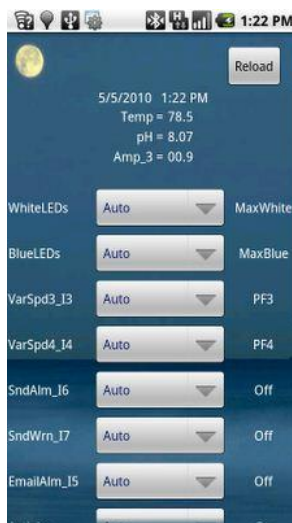 1:22 PM
Reload
5/5/2010 1:22 PM
Temp = 78.5
pH = 8.07
Amp_3 = 00.9
WhiteLEDs Auto MaxWhite
BlueLEDs Auto MaxBlue
VarSpd3_I3 Auto PF3
VarSpd4_I4 Auto PF4
SndAlm_I6 Auto Off
SndWrn_I7 Auto Off
EmailAlm_I5 Auto Off